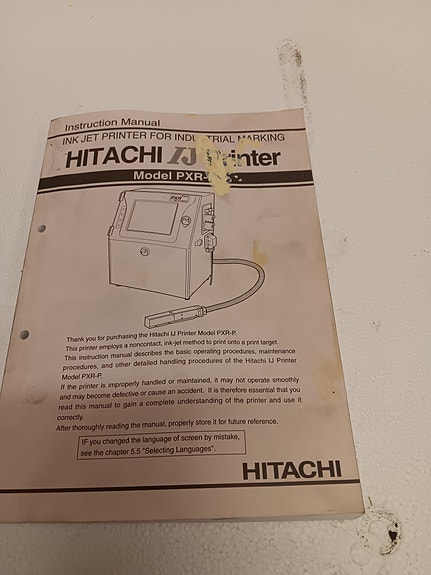 Instruction Manual
INK JET PRINTER FOR INDUSTRIAL MARKING
HITACHI IJ Printer
Model PXR-
PXR
Thank you for purchasing the Hitachi IJ Printer Model PXR-P.
This printer employs a noncontact, ink-jet method to print onto a print target.
This instruction manual describes the basic operating procedures, maintenance
procedures, and other detailed handling procedures of the Hitachi IJ Printer
Model PXR-P.
If the printer is improperly handled or maintained, it may not operate smoothly
and may become defective or cause an accident. It is therefore essential that you
read this manual to gain a complete understanding of the printer and use it
correctly.
After thoroughly reading the manual, properly store it for future reference.
IF you changed the language of screen by mistake,
see the chapter 5.5 "Selecting Languages".
HITACHI